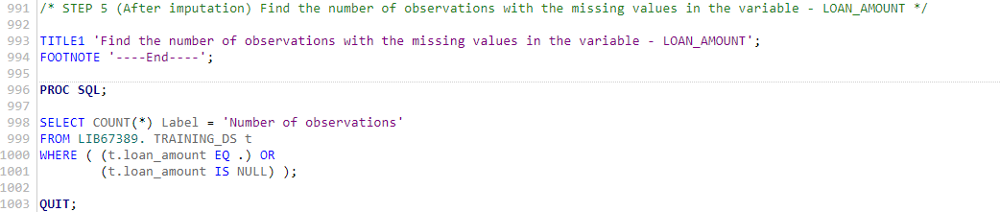 991 /* STEP 5 (After imputation) Find the number of observations with the missing values in the variable - LOAN_AMOUNT */
992
993 TITLE1 'Find the number of observations with the missing values in the variable - LOAN_AMOUNT';
994 FOOTNOTE '----End----';
995
996 PROC SQL;
997
998 SELECT COUNT(*) Label = 'Number of observations'
999 FROM LIB67389. TRAINING_DS t
1000 WHERE ( (t.loan_amount EQ .) OR
1001 (t.loan_amount IS NULL) );
1002
1003 QUIT;